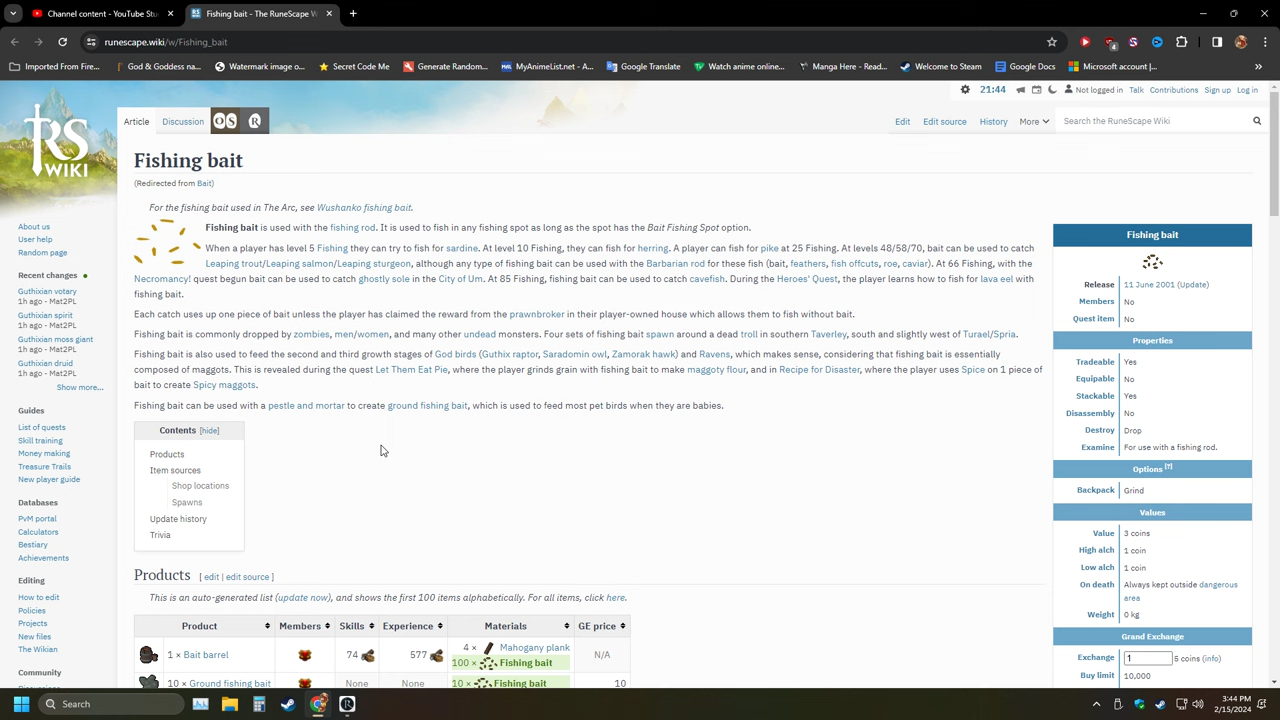 Content channel - YouTube Stu
Fishing bait - The RuneScape W
runescape.wiki/w/Fishing_bait
4
Imported From Fire...
God & Goddess na...
Watermark image o...
Secret Code Me
Generate Random...
MyAnimeList.net - A...
Google Translate
Watch anime online...
Manga Here - Read...
Welcome to Steam
Google Docs
Microsoft account |...
21:44
Not logged in
Talk
Contributions
Sign up
Log in
RS
WIKI
Article
Discussion
OS
R
Edit
Edit source
History
More
Search the RuneScape Wiki
Fishing bait
(Redirected from Bait)
For the fishing bait used in The Arc, see Wushanko fishing bait.
Fishing bait is used with the fishing rod. It is used to fish in any fishing spot as long as the spot has the Bait Fishing Spot option.
When a player has level 5 Fishing they can try to fish for sardine. At level 10 Fishing, they can fish for herring. A player can fish for pike at 25 Fishing. At levels 48/58/70, bait can be used to catch
Leaping trout/Leaping salmon/Leaping sturgeon, although any type of fishing bait can be used with the Barbarian rod for these fish (bait, feathers, fish offcuts, roe, caviar). At 66 Fishing, with the
Necromancy! quest begun bait can be used to catch ghostly sole in the City of Um. At 85 Fishing, fishing bait can be used to catch cavefish. During the Heroes' Quest, the player learns how to fish for lava eel with
fishing bait.
Each catch uses up one piece of bait unless the player has claimed the reward from the prawnbroker in their player-owned house which allows them to fish without bait.
Fishing bait is commonly dropped by zombies, men/women, and many other undead monsters. Four sets of fishing bait spawn around a dead troll in southern Taverley, south and slightly west of Turael/Spria.
Fishing bait is also used to feed the second and third growth stages of God birds (Guthix raptor, Saradomin owl, Zamorak hawk) and Ravens, which makes sense, considering that fishing bait is essentially
composed of maggots. This is revealed during the quest Let Them Eat Pie, where the player grinds grain with fishing bait to make maggoty flour, and in Recipe for Disaster, where the player uses Spice on 1 piece of
bait to create Spicy maggots.
Fishing bait can be used with a pestle and mortar to create ground fishing bait, which is used to feed most pet birds when they are babies.
Contents [hide]
Products
Item sources
Shop locations
Spawns
Update history
Trivia
Products [ edit | edit source ]
This is an auto-generated list (update now), and shows the first 100 items alphabetically. For all items, click here.
Product Members Skills Experience Materials GE price
1 × Bait barrel 74 577 4 × Mahogany plank N/A
100 × Fishing bait
10 × Ground fishing bait None None 10 × Fishing bait 10
About us
User help
Random page
Recent changes
Guthixian votary
1h ago - Mat2PL
Guthixian spirit
1h ago - Mat2PL
Guthixian moss giant
1h ago - Mat2PL
Guthixian druid
1h ago - Mat2PL
Show more...
Guides
List of quests
Skill training
Money making
Treasure Trails
New player guide
Databases
PvM portal
Calculators
Bestiary
Achievements
Editing
How to edit
Policies
Projects
New files
The Wikian
Community
Fishing bait
Release 11 June 2001 (Update)
Members No
Quest item No
Properties
Tradeable Yes
Equipable No
Stackable Yes
Disassembly No
Destroy Drop
Examine For use with a fishing rod.
Options [?]
Backpack Grind
Values
Value 3 coins
High alch 1 coin
Low alch 1 coin
On death Always kept outside dangerous
area
Weight 0 kg
Grand Exchange
Exchange 1 5 coins (info)
Buy limit 10,000
Search
3:44 PM
2/15/2024